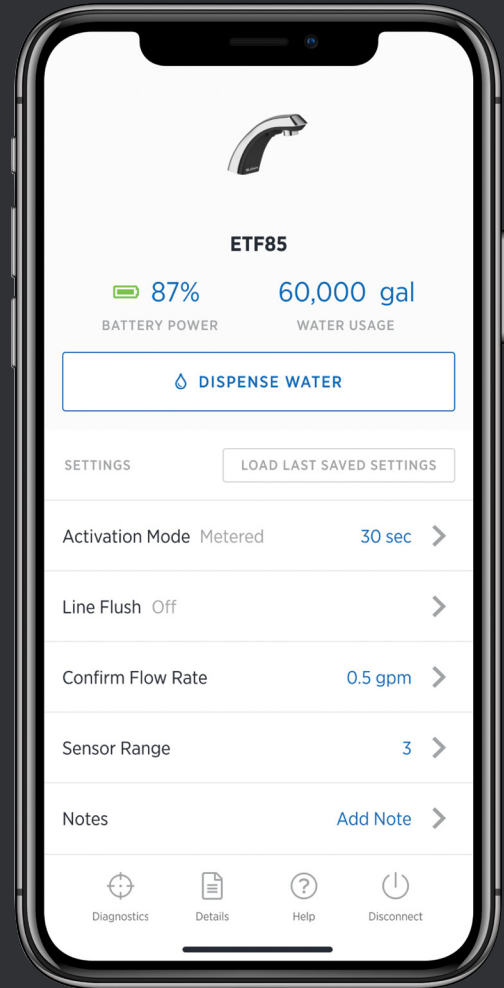 ETF85
87%
60,000 gal
BATTERY POWER
WATER USAGE
DISPENSE WATER
SETTINGS
LOAD LAST SAVED SETTINGS
Activation Mode Metered 30 sec
Line Flush Off
Confirm Flow Rate 0.5 gpm
Sensor Range 3
Notes Add Note
Diagnostics
Details
Help
Disconnect